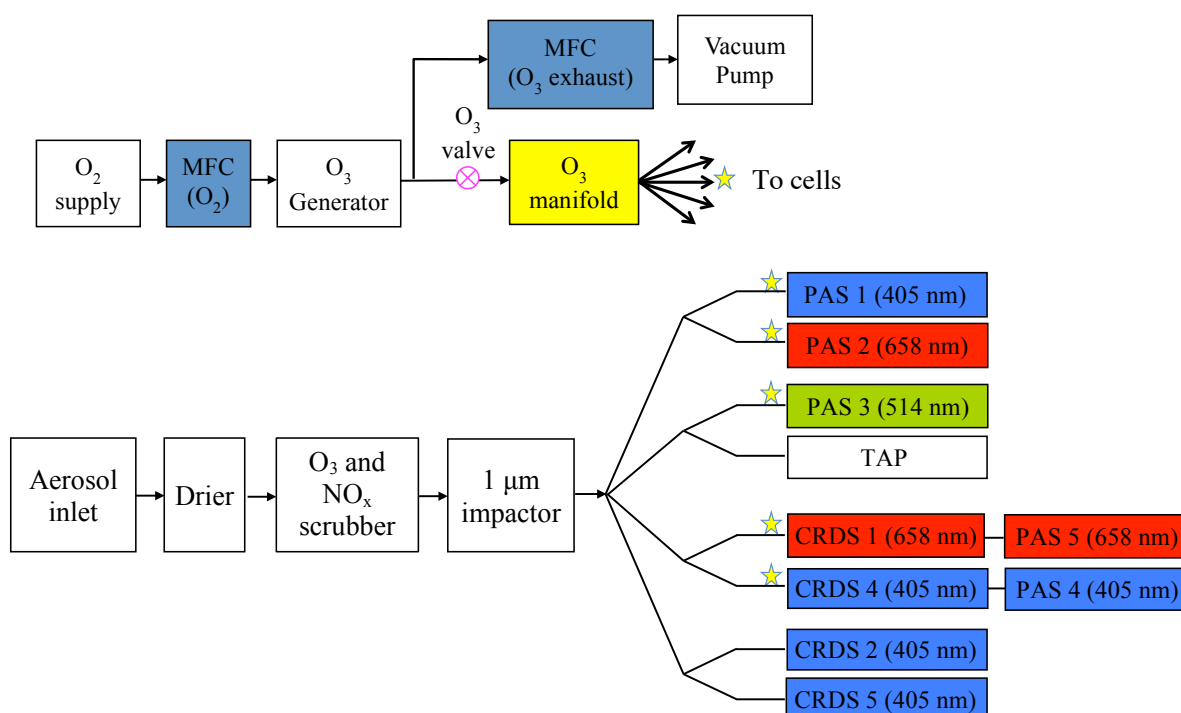 MFC
(O₃ exhaust)
Vacuum
Pump
O₃
valve
O₂
supply
MFC
(O₂)
O₃
Generator
O₃
manifold
To cells
PAS 1 (405 nm)
PAS 2 (658 nm)
PAS 3 (514 nm)
TAP
Aerosol
inlet
Drier
O₃ and
NOₓ
scrubber
1 μm
impactor
CRDS 1 (658 nm)
PAS 5 (658 nm)
CRDS 4 (405 nm)
PAS 4 (405 nm)
CRDS 2 (405 nm)
CRDS 5 (405 nm)